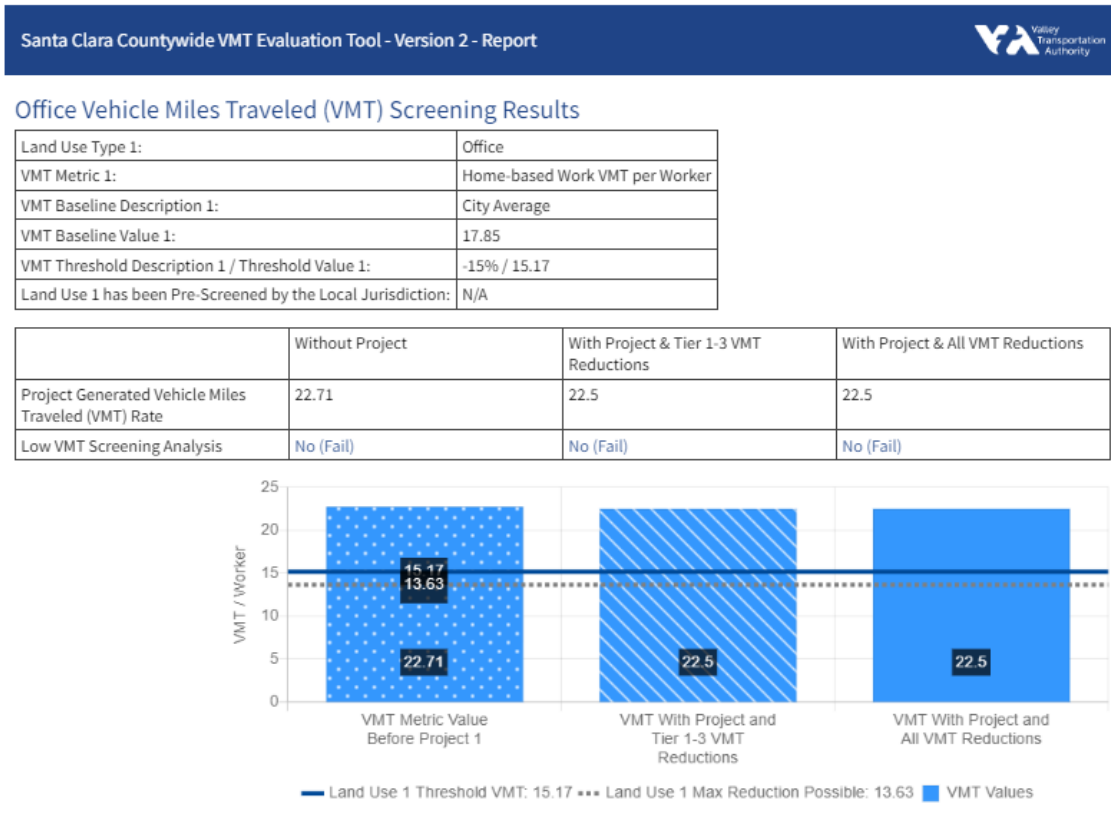 Santa Clara Countywide VMT Evaluation Tool - Version 2 - Report
Valley
Transportation
Authority
Office Vehicle Miles Traveled (VMT) Screening Results
Land Use Type 1: Office
VMT Metric 1: Home-based Work VMT per Worker
VMT Baseline Description 1: City Average
VMT Baseline Value 1: 17.85
VMT Threshold Description 1 / Threshold Value 1: -15% / 15.17
Land Use 1 has been Pre-Screened by the Local Jurisdiction: N/A
Without Project With Project & Tier 1-3 VMT With Project & All VMT Reductions
Reductions
Project Generated Vehicle Miles 22.71 22.5 22.5
Traveled (VMT) Rate
Low VMT Screening Analysis No (Fail) No (Fail) No (Fail)
25
20
15
10
5
0
VMT / Worker
15.17
13.63
22.71 22.5 22.5
VMT Metric Value VMT With Project and VMT With Project and
Before Project 1 Tier 1-3 VMT All VMT Reductions
Reductions
Land Use 1 Threshold VMT: 15.17 Land Use 1 Max Reduction Possible: 13.63 VMT Values